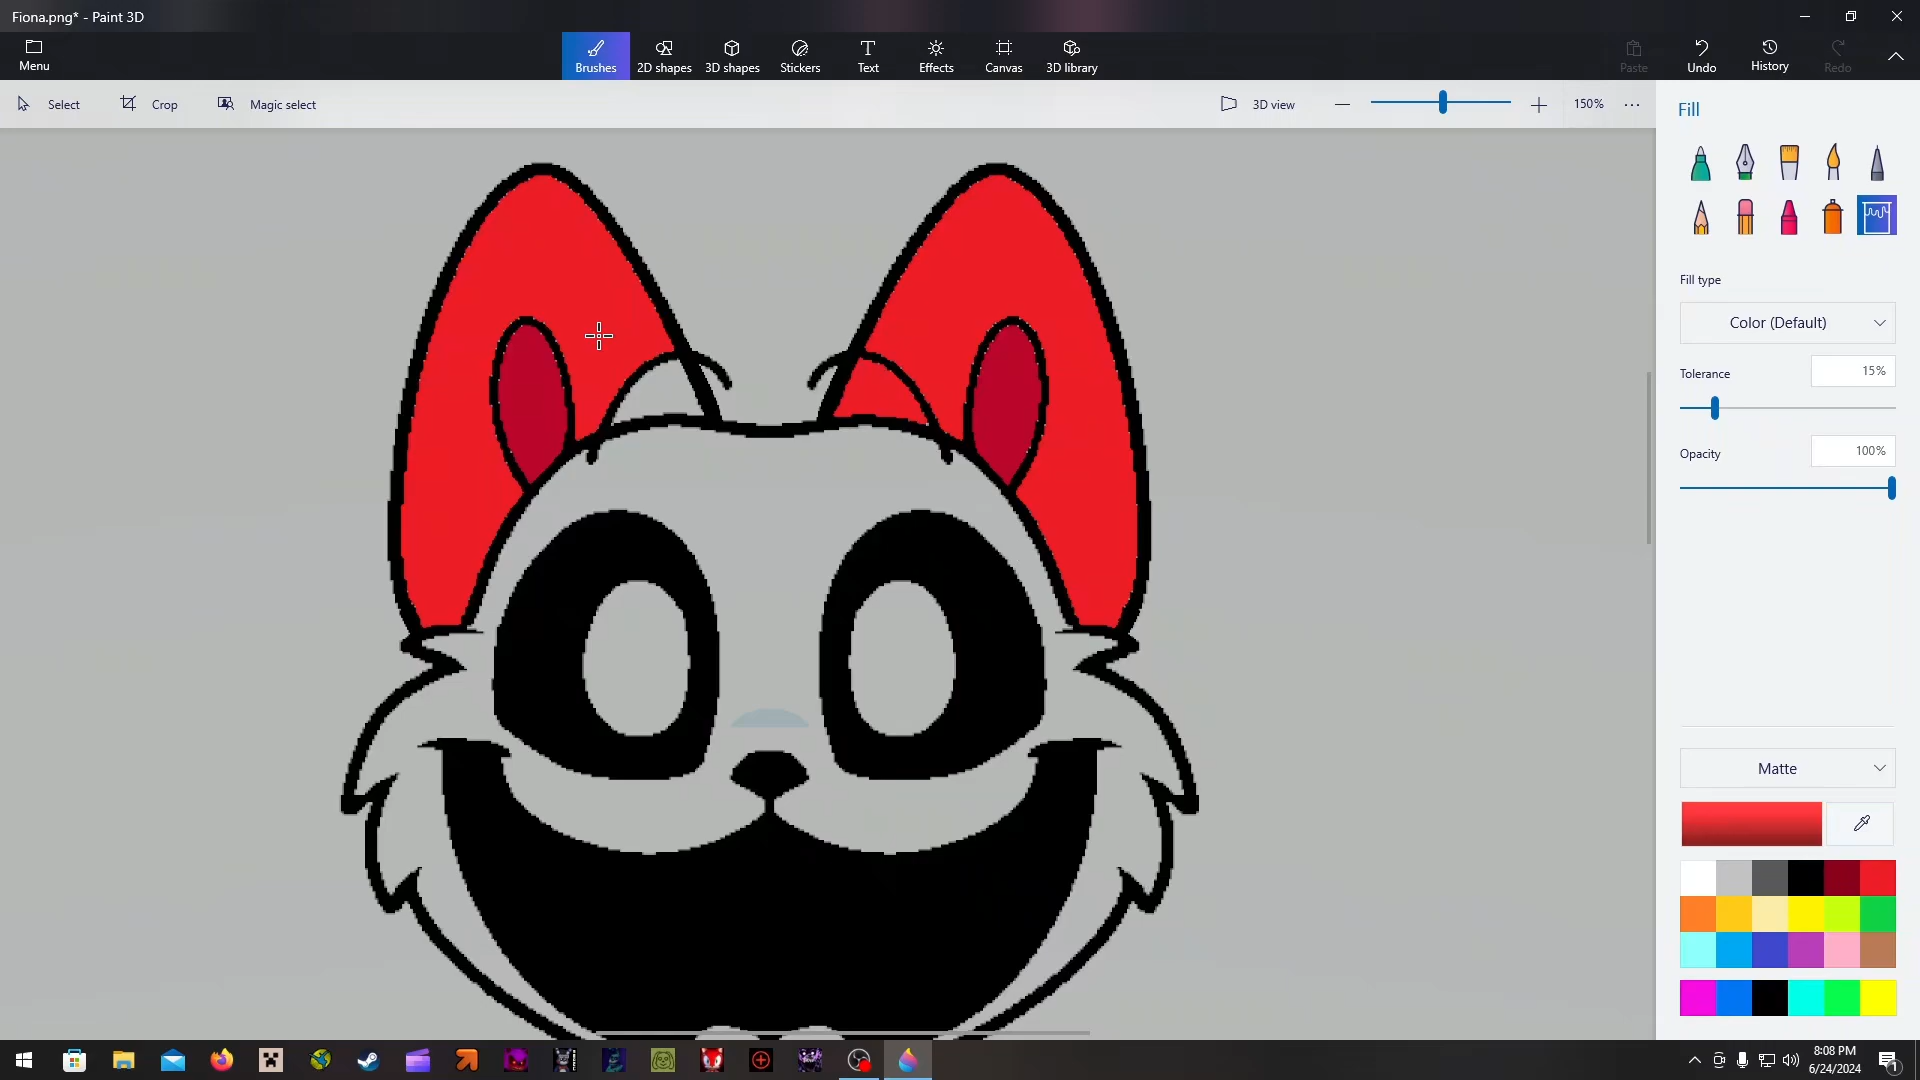 Fiona.png* - Paint 3D
Menu
Brushes
2D shapes
3D shapes
Stickers
Text
Effects
Canvas
3D library
Paste
Undo
History
Redo
Select
Crop
Magic select
3D view
150%
Fill
Fill type
Color (Default)
Tolerance
15%
Opacity
100%
Matte
8:08 PM
6/24/2024
1